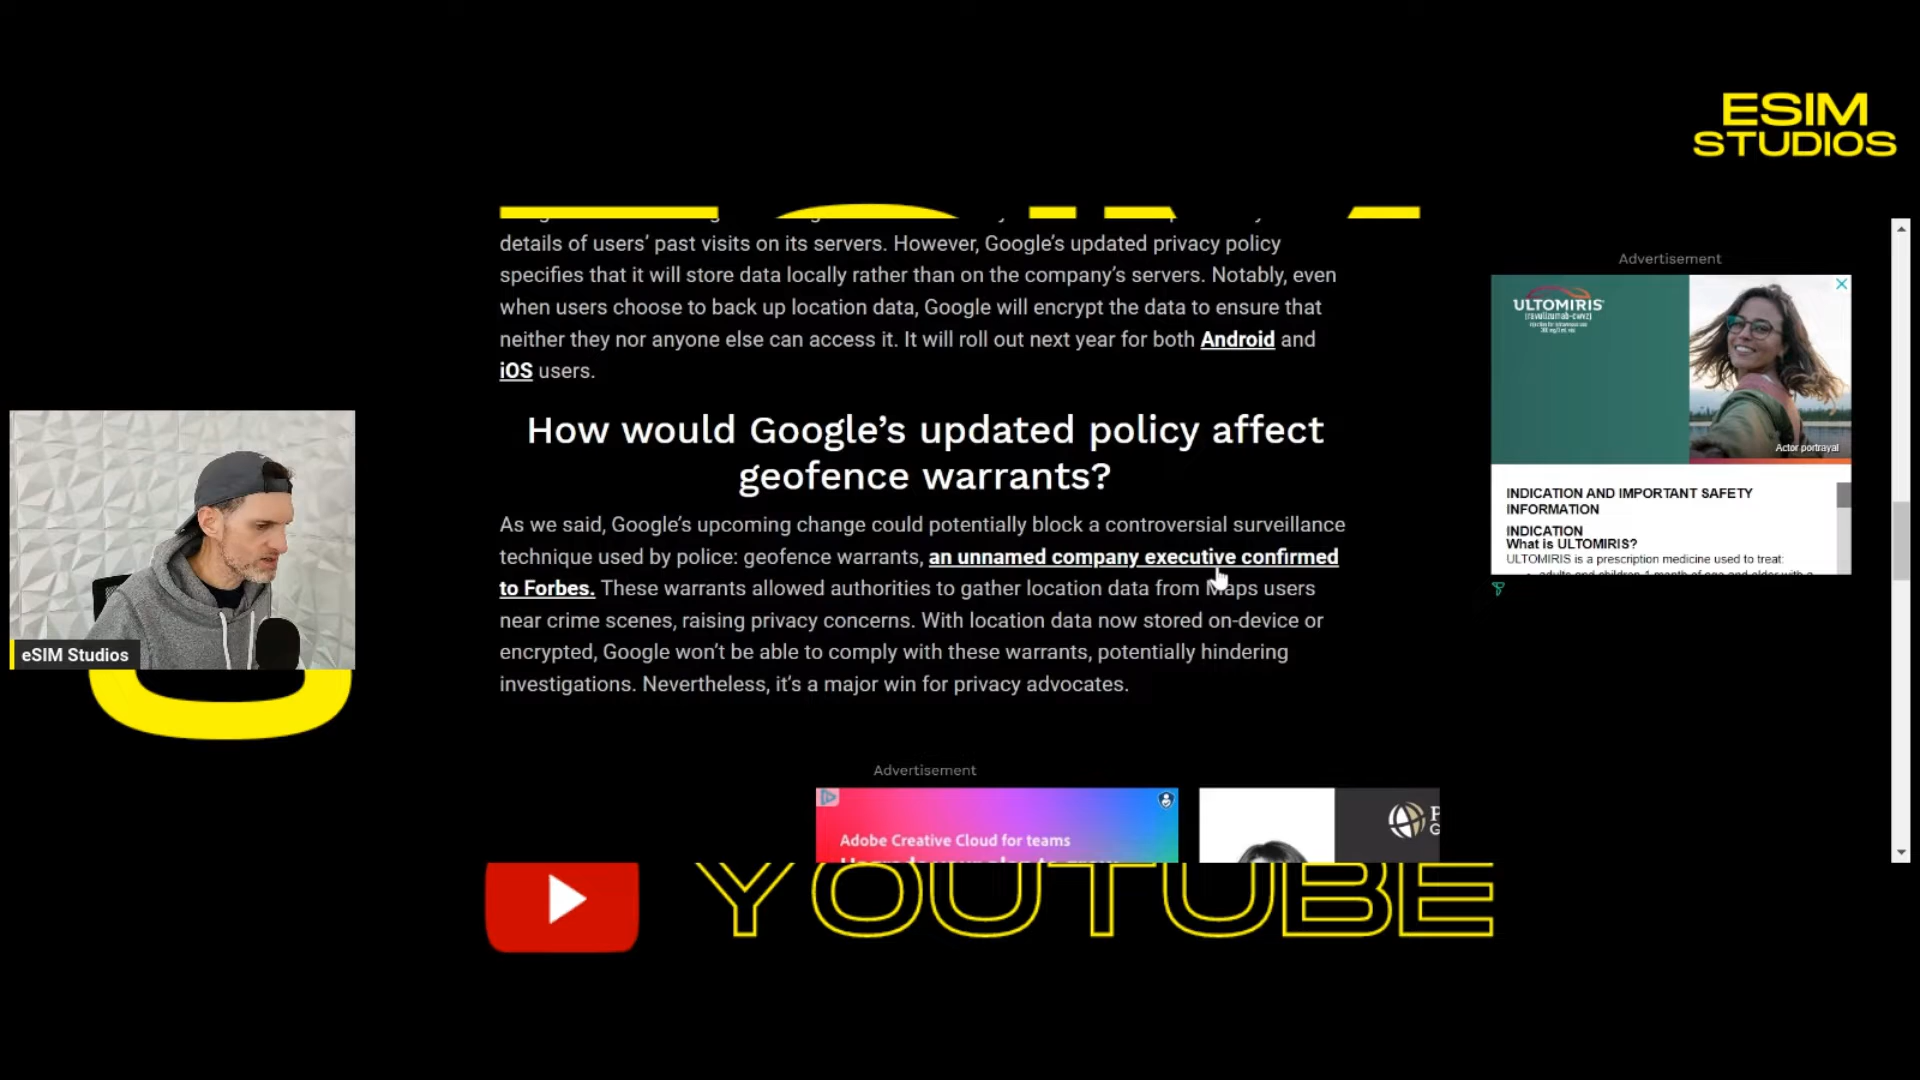 ESIM
STUDIOS
details of users’ past visits on its servers. However, Google’s updated privacy policy
specifies that it will store data locally rather than on the company’s servers. Notably, even
when users choose to back up location data, Google will encrypt the data to ensure that
neither they nor anyone else can access it. It will roll out next year for both Android and
iOS users.
How would Google’s updated policy affect
geofence warrants?
As we said, Google’s upcoming change could potentially block a controversial surveillance
technique used by police: geofence warrants, an unnamed company executive confirmed
to Forbes. These warrants allowed authorities to gather location data from Maps users
near crime scenes, raising privacy concerns. With location data now stored on-device or
encrypted, Google won’t be able to comply with these warrants, potentially hindering
investigations. Nevertheless, it’s a major win for privacy advocates.
Advertisement
Adobe Creative Cloud for teams
Advertisement
ULTOMIRIS
(ravulizumab-cwvz)
Actor portrayal
INDICATION AND IMPORTANT SAFETY
INFORMATION
INDICATION
What is ULTOMIRIS?
ULTOMIRIS is a prescription medicine used to treat:
eSIM Studios
YOUTUBE